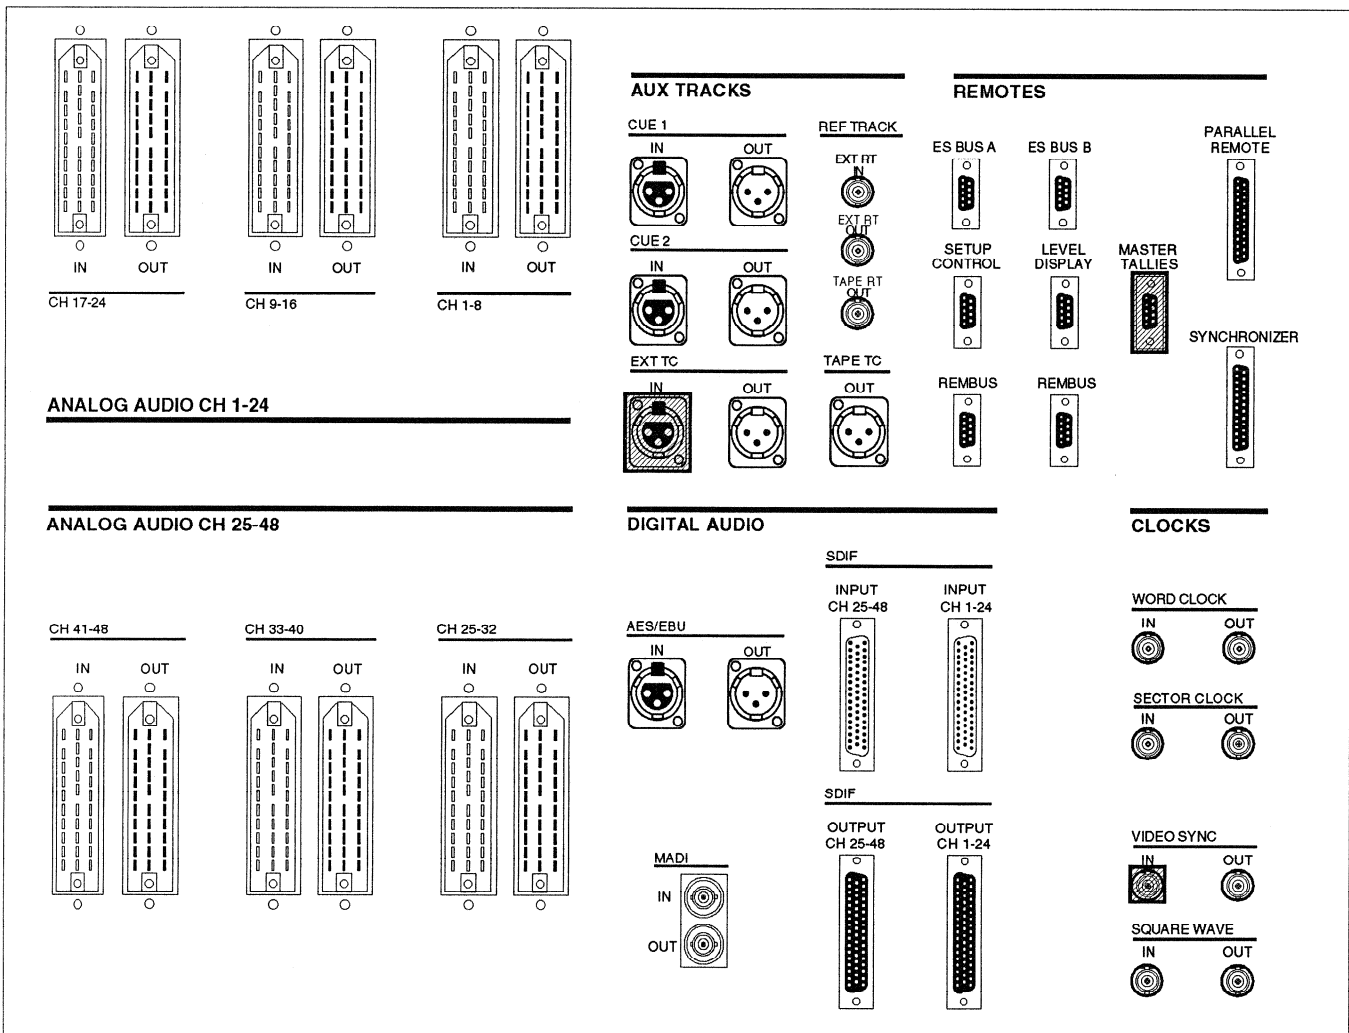 IN OUT IN OUT IN OUT
CH 17-24 CH 9-16 CH 1-8
ANALOG AUDIO CH 1-24
ANALOG AUDIO CH 25-48
CH 41-48 CH 33-40 CH 25-32
IN OUT IN OUT IN OUT
AUX TRACKS
CUE 1
IN OUT
CUE 2
IN OUT
EXT TC
IN OUT
REF TRACK
EXT RT
IN
EXT RT
OUT
TAPE RT
OUT
TAPE TC
OUT
REMOTES
ES BUS A ES BUS B
SETUP
CONTROL
LEVEL
DISPLAY
MASTER
TALLIES
REMBUS REMBUS
PARALLEL
REMOTE
SYNCHRONIZER
DIGITAL AUDIO
AES/EBU
IN OUT
MADI
IN
OUT
SDIF
INPUT
CH 25-48
INPUT
CH 1-24
SDIF
OUTPUT
CH 25-48
OUTPUT
CH 1-24
CLOCKS
WORD CLOCK
IN OUT
SECTOR CLOCK
IN OUT
VIDEO SYNC
IN OUT
SQUARE WAVE
IN OUT